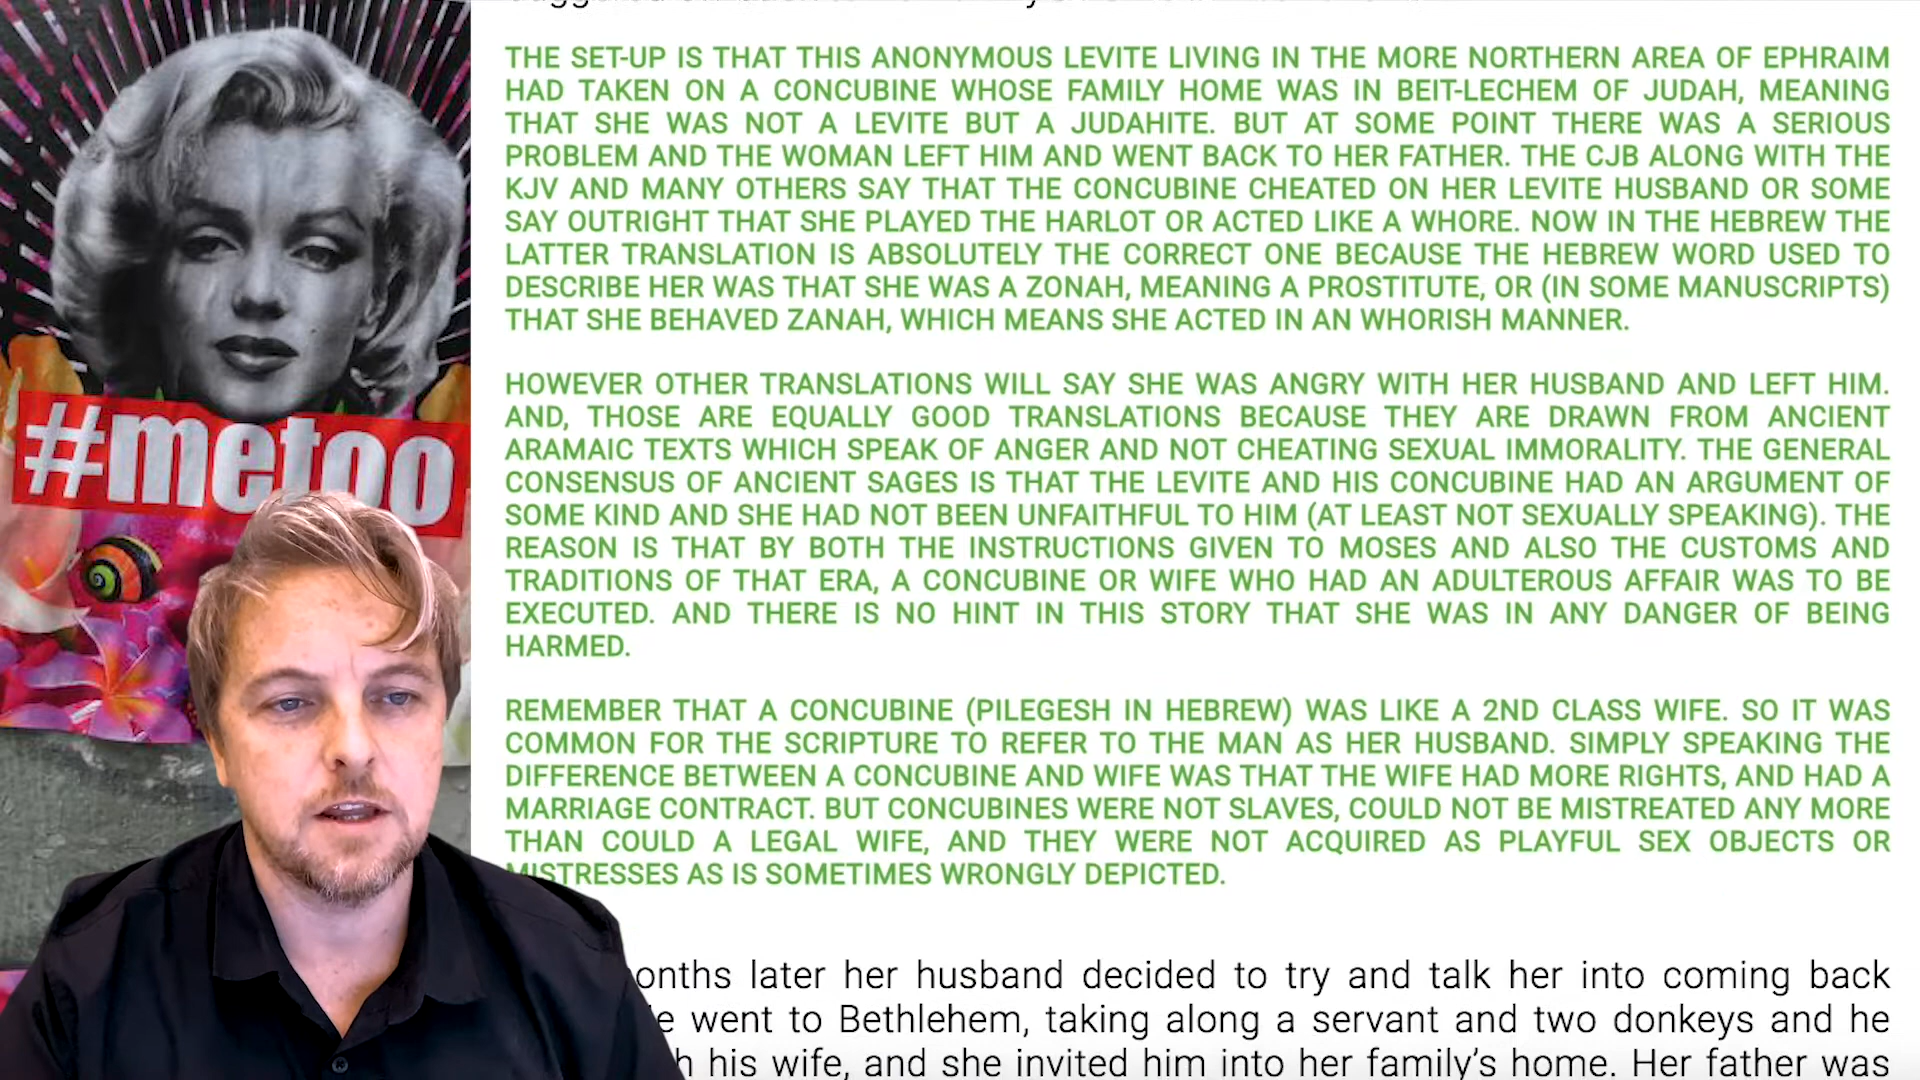 THE SET-UP IS THAT THIS ANONYMOUS LEVITE LIVING IN THE MORE NORTHERN AREA OF EPHRAIM
HAD TAKEN ON A CONCUBINE WHOSE FAMILY HOME WAS IN BEIT-LECHEM OF JUDAH, MEANING
THAT SHE WAS NOT A LEVITE BUT A JUDAHITE. BUT AT SOME POINT THERE WAS A SERIOUS
PROBLEM AND THE WOMAN LEFT HIM AND WENT BACK TO HER FATHER. THE CJB ALONG WITH THE
KJV AND MANY OTHERS SAY THAT THE CONCUBINE CHEATED ON HER LEVITE HUSBAND OR SOME
SAY OUTRIGHT THAT SHE PLAYED THE HARLOT OR ACTED LIKE A WHORE. NOW IN THE HEBREW THE
LATTER TRANSLATION IS ABSOLUTELY THE CORRECT ONE BECAUSE THE HEBREW WORD USED TO
DESCRIBE HER WAS THAT SHE WAS A ZONAH, MEANING A PROSTITUTE, OR (IN SOME MANUSCRIPTS)
THAT SHE BEHAVED ZANAH, WHICH MEANS SHE ACTED IN AN WHORISH MANNER.
HOWEVER OTHER TRANSLATIONS WILL SAY SHE WAS ANGRY WITH HER HUSBAND AND LEFT HIM.
AND, THOSE ARE EQUALLY GOOD TRANSLATIONS BECAUSE THEY ARE DRAWN FROM ANCIENT
ARAMAIC TEXTS WHICH SPEAK OF ANGER AND NOT CHEATING SEXUAL IMMORALITY. THE GENERAL
CONSENSUS OF ANCIENT SAGES IS THAT THE LEVITE AND HIS CONCUBINE HAD AN ARGUMENT OF
SOME KIND AND SHE HAD NOT BEEN UNFAITHFUL TO HIM (AT LEAST NOT SEXUALLY SPEAKING). THE
REASON IS THAT BY BOTH THE INSTRUCTIONS GIVEN TO MOSES AND ALSO THE CUSTOMS AND
TRADITIONS OF THAT ERA, A CONCUBINE OR WIFE WHO HAD AN ADULTEROUS AFFAIR WAS TO BE
EXECUTED. AND THERE IS NO HINT IN THIS STORY THAT SHE WAS IN ANY DANGER OF BEING
HARMED.
REMEMBER THAT A CONCUBINE (PILEGESH IN HEBREW) WAS LIKE A 2ND CLASS WIFE. SO IT WAS
COMMON FOR THE SCRIPTURE TO REFER TO THE MAN AS HER HUSBAND. SIMPLY SPEAKING THE
DIFFERENCE BETWEEN A CONCUBINE AND WIFE WAS THAT THE WIFE HAD MORE RIGHTS, AND HAD A
MARRIAGE CONTRACT. BUT CONCUBINES WERE NOT SLAVES, COULD NOT BE MISTREATED ANY MORE
THAN COULD A LEGAL WIFE, AND THEY WERE NOT ACQUIRED AS PLAYFUL SEX OBJECTS OR
MISTRESSES AS IS SOMETIMES WRONGLY DEPICTED.
onths later her husband decided to try and talk her into coming back
e went to Bethlehem, taking along a servant and two donkeys and he
h his wife, and she invited him into her family's home. Her father was
#metoo